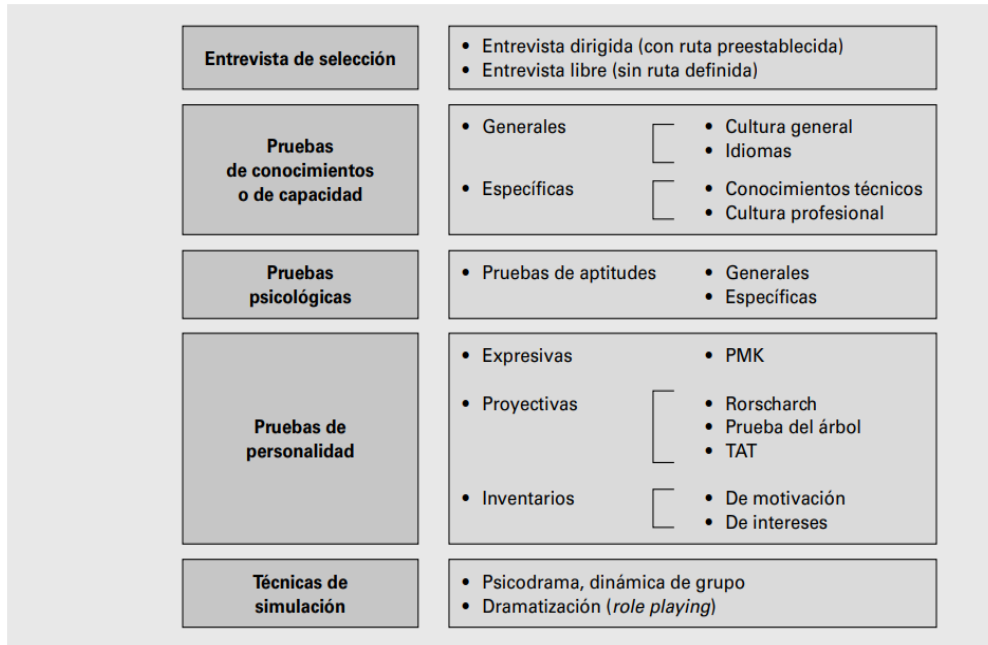 Entrevista de selección
• Entrevista dirigida (con ruta preestablecida)
• Entrevista libre (sin ruta definida)
Pruebas
de conocimientos
o de capacidad
• Generales
• Cultura general
• Idiomas
• Específicas
• Conocimientos técnicos
• Cultura profesional
Pruebas
psicológicas
• Pruebas de aptitudes
• Generales
• Específicas
Pruebas de
personalidad
• Expresivas
• PMK
• Proyectivas
• Rorscharch
• Prueba del árbol
• TAT
• Inventarios
• De motivación
• De intereses
Técnicas de
simulación
• Psicodrama, dinámica de grupo
• Dramatización (role playing)